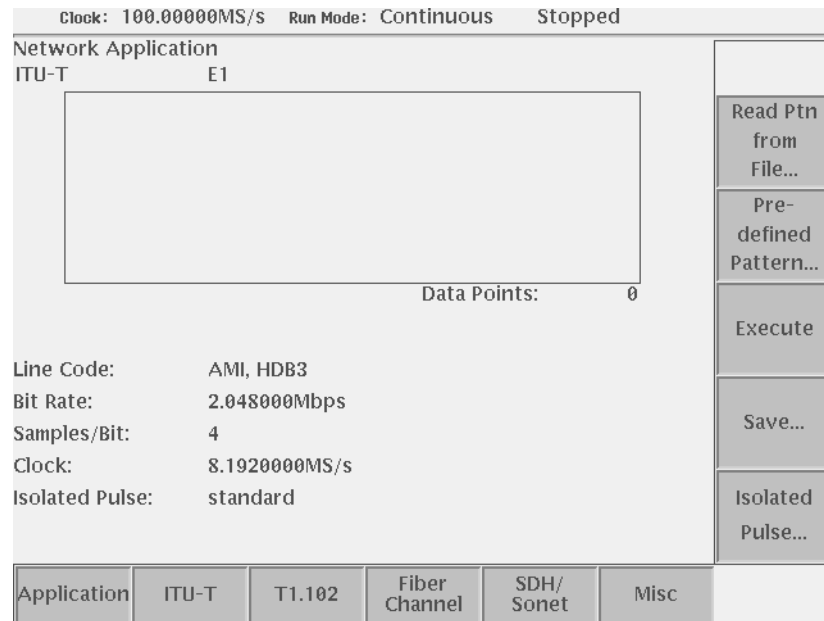 Clock: 100.00000MS/s Run Mode: Continuous Stopped
Network Application
ITU-T E1
Data Points: 0
Line Code: AMI, HDB3
Bit Rate: 2.048000Mbps
Samples/Bit: 4
Clock: 8.1920000MS/s
Isolated Pulse: standard
Read Ptn
from
File...
Pre-
defined
Pattern...
Execute
Save...
Isolated
Pulse...
Application ITU-T T1.102 Fiber Channel SDH/ Sonet Misc